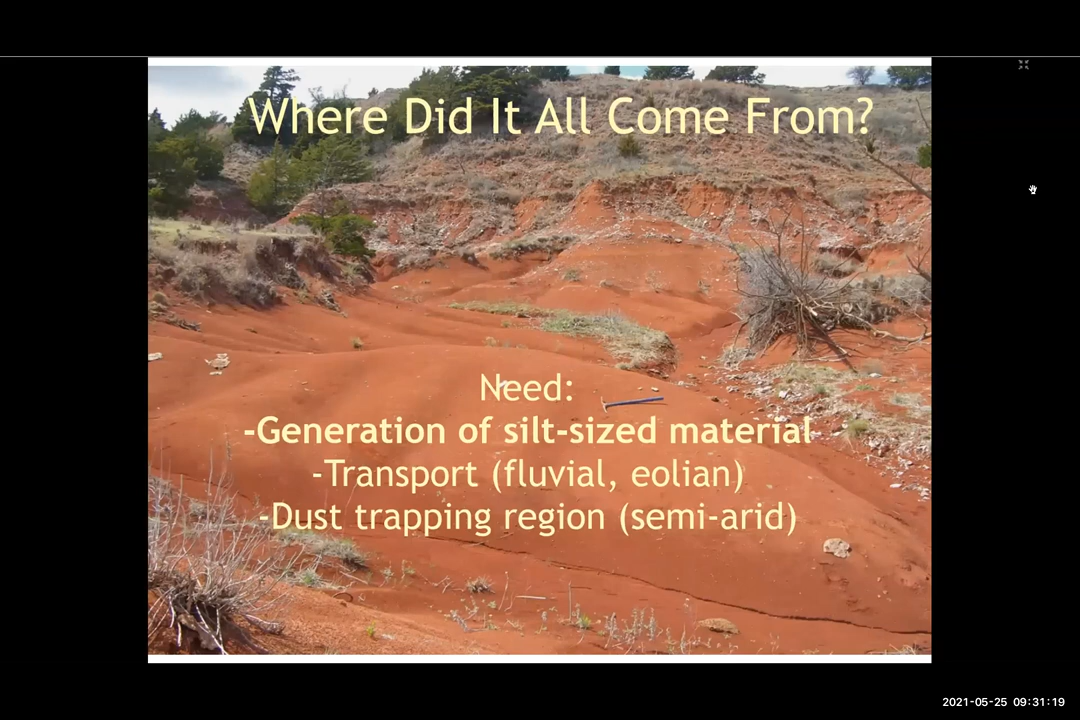 Where Did It All Come From?
Need:
-Generation of silt-sized material
-Transport (fluvial, eolian)
-Dust trapping region (semi-arid)
2021-05-25 09:31:19